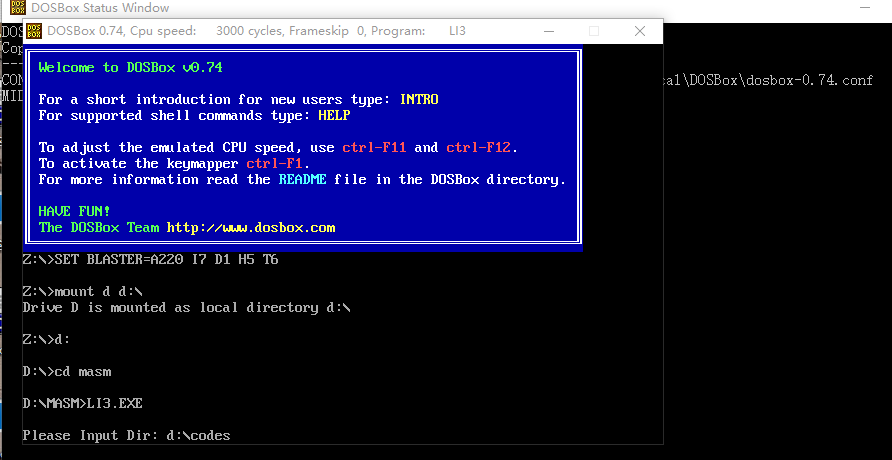 DOSBox Status Window
DOSBox 0.74, Cpu speed: 3000 cycles, Frameskip 0, Program: LI3
DOS
Cop
---
CON
cal\DOSBox\dosbox-0.74.conf
MID
Welcome to DOSBox v0.74
For a short introduction for new users type: INTRO
For supported shell commands type: HELP
To adjust the emulated CPU speed, use ctrl-F11 and ctrl-F12.
To activate the keymapper ctrl-F1.
For more information read the README file in the DOSBox directory.
HAVE FUN!
The DOSBox Team http://www.dosbox.com
Z:\>SET BLASTER=A220 I7 D1 H5 T6
Z:\>mount d d:\
Drive D is mounted as local directory d:\
Z:\>d:
D:\>cd masm
D:\MASM>LI3.EXE
Please Input Dir: d:\codes